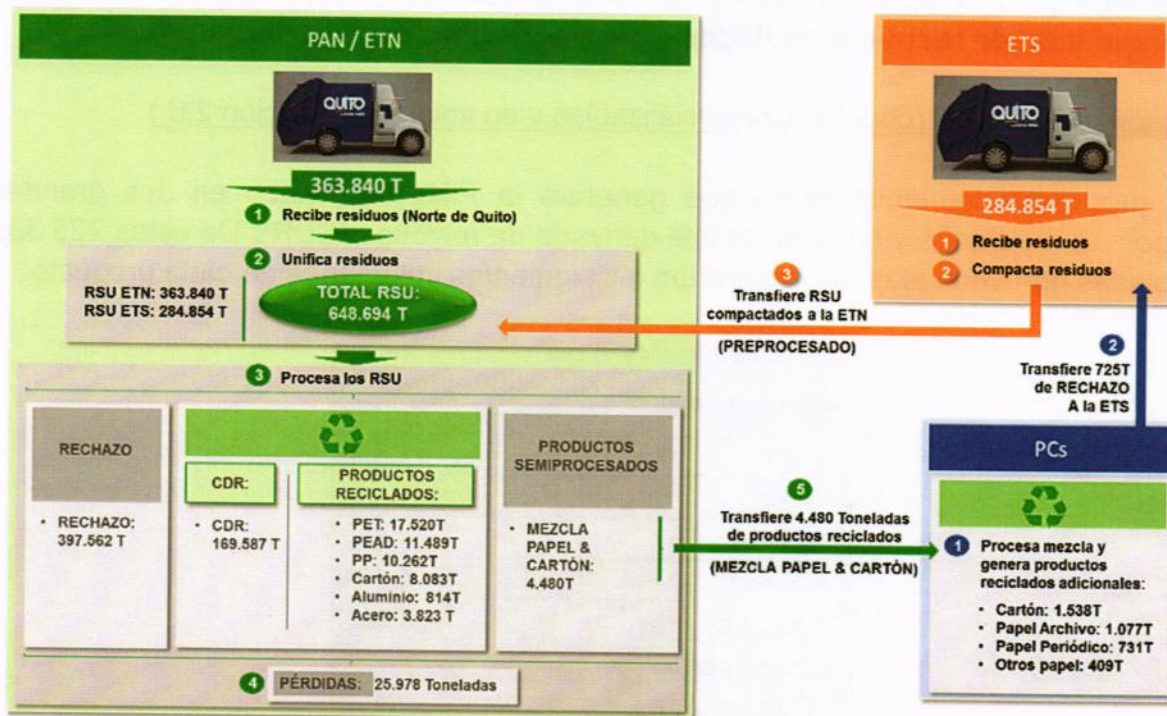 PAN / ETN
QUITO
363.840 T
1 Recibe residuos (Norte de Quito)
2 Unifica residuos
RSU ETN: 363.840 T
RSU ETS: 284.854 T
TOTAL RSU:
648.694 T
3 Procesa los RSU
RECHAZO
• RECHAZO:
397.562 T
CDR:
• CDR:
169.587 T
PRODUCTOS
RECICLADOS:
• PET: 17.520T
• PEAD: 11.489T
• PP: 10.262T
• Cartón: 8.083T
• Aluminio: 814T
• Acero: 3.823 T
PRODUCTOS
SEMIPROCESADOS
• MEZCLA
PAPEL &
CARTÓN:
4.480T
4 PÉRDIDAS: 25.978 Toneladas
ETS
QUITO
284.854 T
1 Recibe residuos
2 Compacta residuos
3
Transfiere RSU
compactados a la ETN
(PREPROCESADO)
5
Transfiere 4.480 Toneladas
de productos reciclados
(MEZCLA PAPEL & CARTÓN)
2
Transfiere 725T
de RECHAZO
A la ETS
PCs
1 Procesa mezcla y
genera productos
reciclados adicionales:
• Cartón: 1.538T
• Papel Archivo: 1.077T
• Papel Periódico: 731T
• Otros papel: 409T